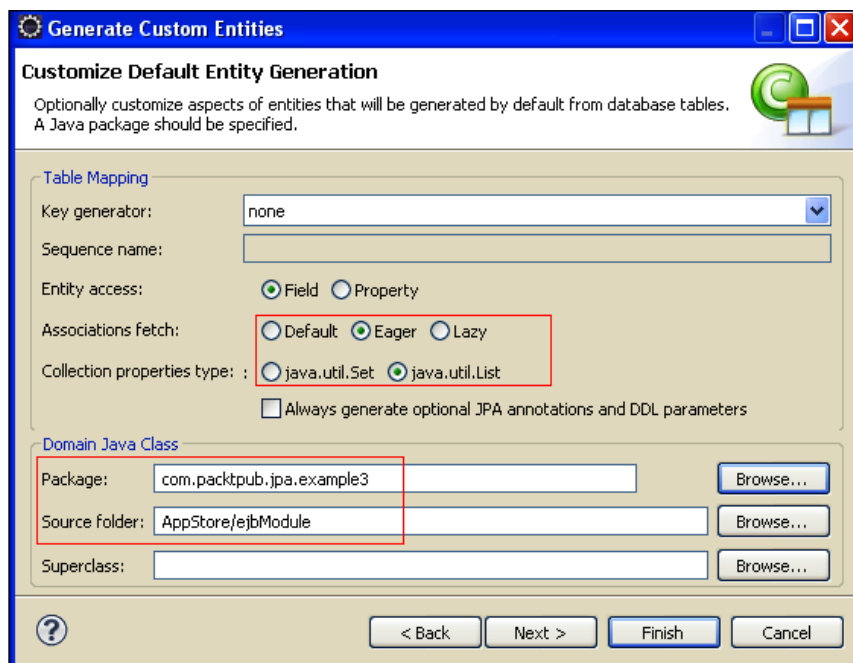 Generate Custom Entities
Customize Default Entity Generation
Optionally customize aspects of entities that will be generated by default from database tables.
A Java package should be specified.
Table Mapping
Key generator: none
Sequence name:
Entity access: Field Property
Associations fetch: Default Eager Lazy
Collection properties type: : java.util.Set java.util.List
Always generate optional JPA annotations and DDL parameters
Domain Java Class
Package: com.packtpub.jpa.example3 Browse...
Source folder: AppStore/ejbModule Browse...
Superclass: Browse...
? < Back Next > Finish Cancel